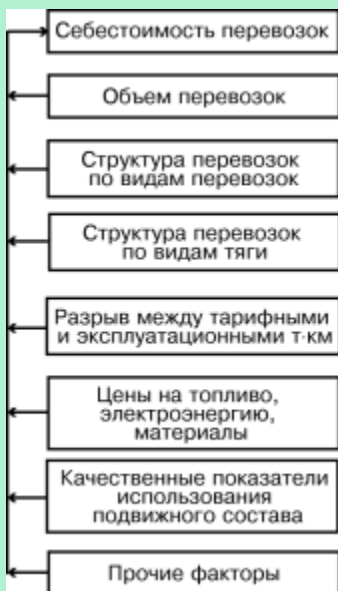 Себестоимость перевозок
Объем перевозок
Структура перевозок
по видам перевозок
Структура перевозок
по видам тяги
Разрыв между тарифными
и эксплуатационными т·км
Цены на топливо,
электроэнергию,
материалы
Качественные показатели
использования
подвижного состава
Прочие факторы